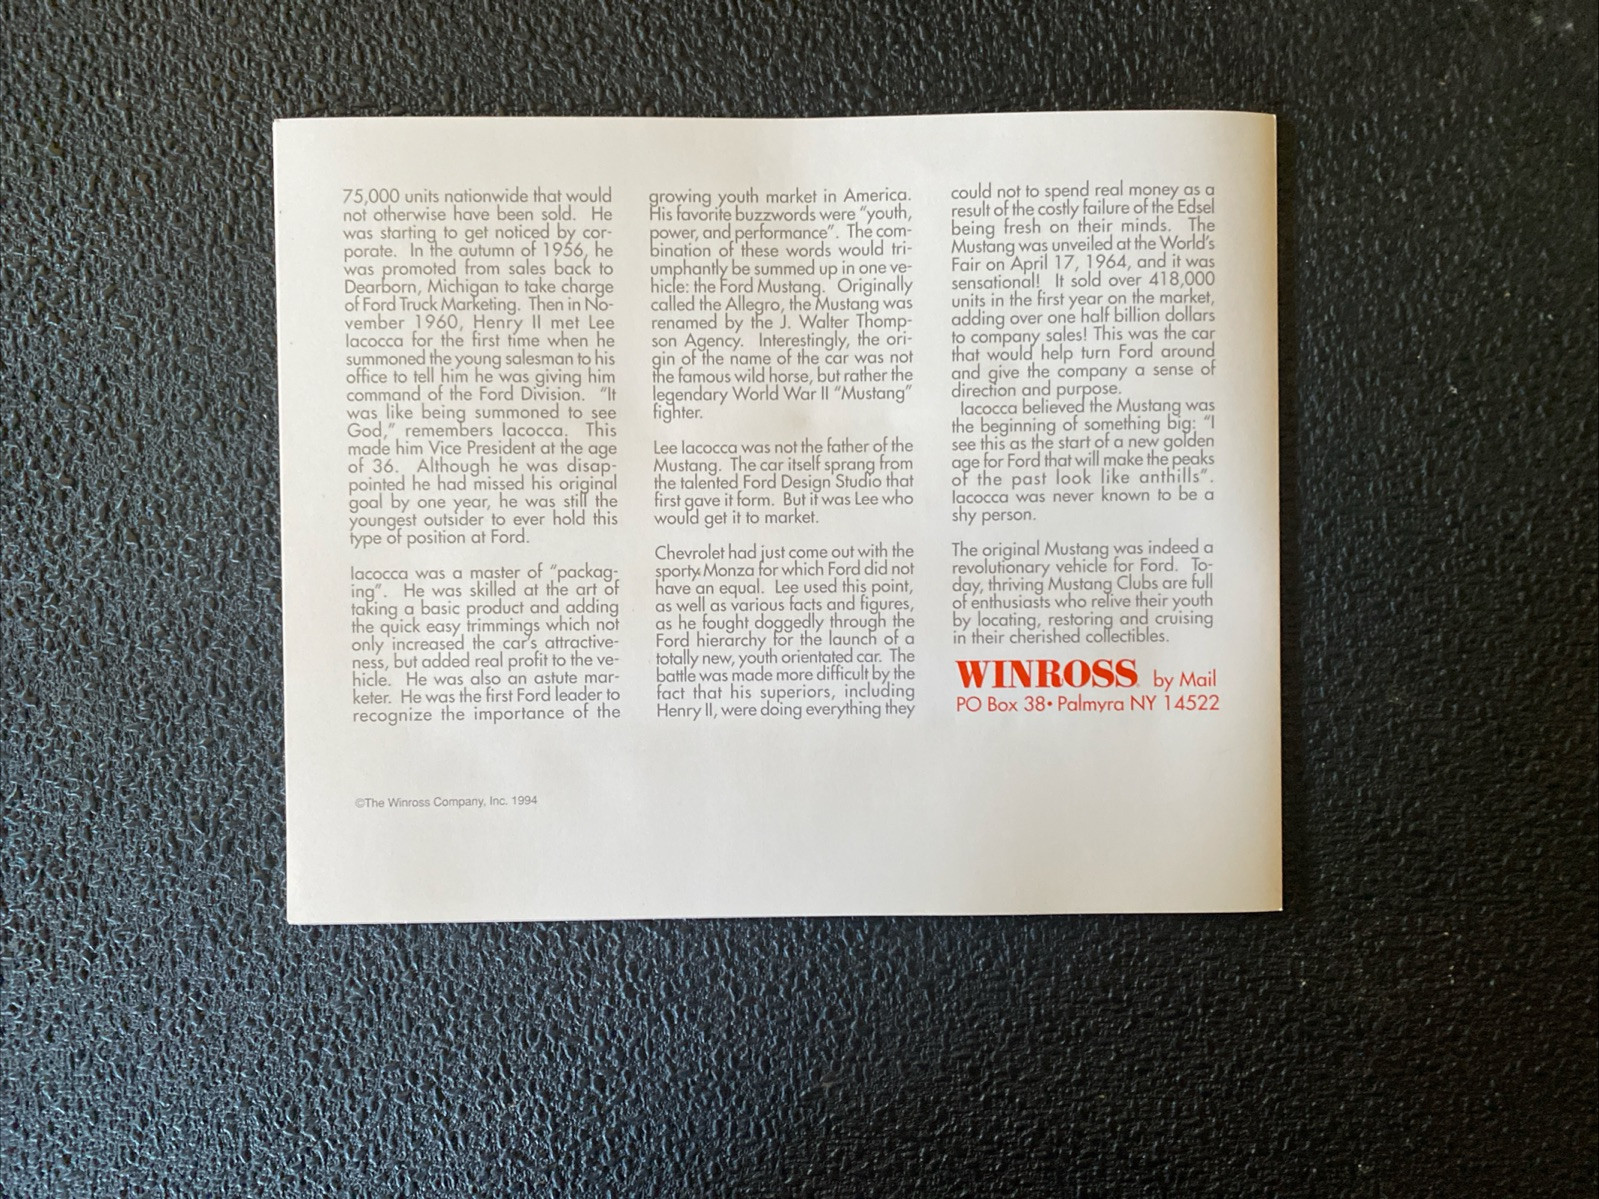 75,000 units nationwide that would
not otherwise have been sold. He
was starting to get noticed by cor-
porate. In the autumn of 1956, he
was promoted from sales back to
Dearborn, Michigan to take charge
of Ford Truck Marketing. Then in No-
vember 1960, Henry II met Lee
Iacocca for the first time when he
summoned the young salesman to his
office to tell him he was giving him
command of the Ford Division. "It
was like being summoned to see
God," remembers Iacocca. This
made him Vice President at the age
of 36. Although he was disap-
pointed he had missed his original
goal by one year, he was still the
youngest outsider to ever hold this
type of position at Ford.
Iacocca was a master of "packag-
ing". He was skilled at the art of
taking a basic product and adding
the quick easy trimmings which not
only increased the car's attractive-
ness, but added real profit to the ve-
hicle. He was also an astute mar-
keter. He was the first Ford leader to
recognize the importance of the
growing youth market in America.
His favorite buzzwords were "youth,
power, and performance". The com-
bination of these words would tri-
umphantly be summed up in one ve-
hicle: the Ford Mustang. Originally
called the Allegro, the Mustang was
renamed by the J. Walter Thomp-
son Agency. Interestingly, the ori-
gin of the name of the car was not
the famous wild horse, but rather the
legendary World War II "Mustang"
fighter.
Lee Iacocca was not the father of the
Mustang. The car itself sprang from
the talented Ford Design Studio that
first gave it form. But it was Lee who
would get it to market.
Chevrolet had just come out with the
sporty Monza for which Ford did not
have an equal. Lee used this point,
as well as various facts and figures,
as he fought doggedly through the
Ford hierarchy for the launch of a
totally new, youth orientated car. The
battle was made more difficult by the
fact that his superiors, including
Henry II, were doing everything they
could not to spend real money as a
result of the costly failure of the Edsel
being fresh on their minds. The
Mustang was unveiled at the World's
Fair on April 17, 1964, and it was
sensational! It sold over 418,000
units in the first year on the market,
adding over one half billion dollars
to company sales! This was the car
that would help turn Ford around
and give the company a sense of
direction and purpose.
Iacocca believed the Mustang was
the beginning of something big: "I
see this as the start of a new golden
age for Ford that will make the peaks
of the past look like anthills".
Iacocca was never known to be a
shy person.
The original Mustang was indeed a
revolutionary vehicle for Ford. To-
day, thriving Mustang Clubs are full
of enthusiasts who relive their youth
by locating, restoring and cruising
in their cherished collectibles.
WINROSS by Mail
PO Box 38• Palmyra NY 14522
©The Winross Company, Inc. 1994